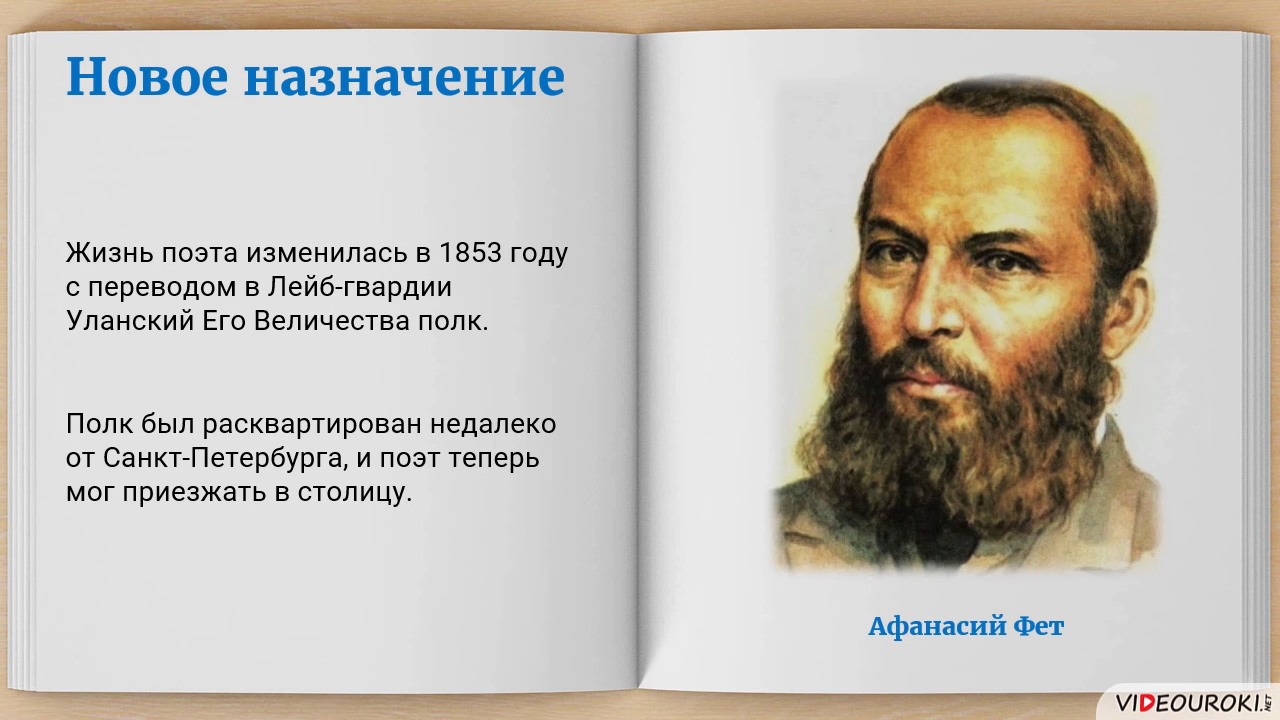 Новое назначение
Жизнь поэта изменилась в 1853 году
с переводом в Лейб-гвардии
Уланский Его Величества полк.
Полк был расквартирован недалеко
от Санкт-Петербурга, и поэт теперь
мог приезжать в столицу.
Афанасий Фет
VIDEOUROKI.NET